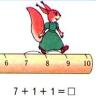 6 7 8 9 10
7 + 1 + 1 = □